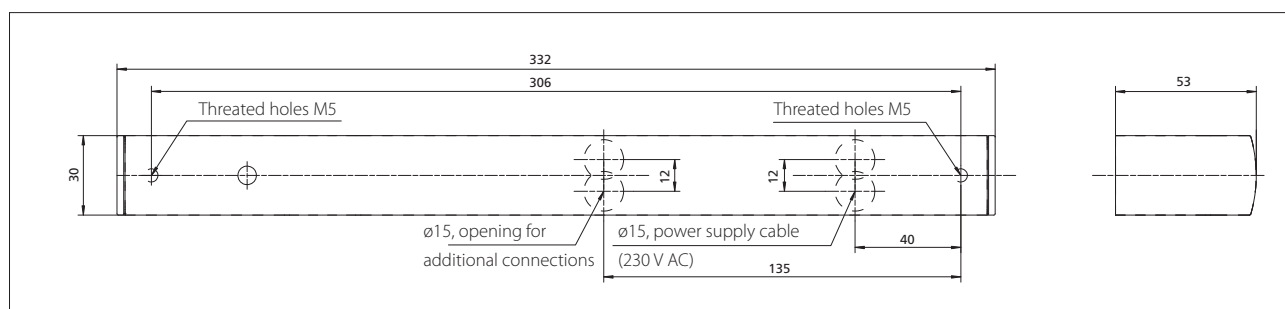 332
306
53
Threated holes M5
Threated holes M5
30
12
12
ø15, opening for
additional connections
ø15, power supply cable
(230 V AC)
40
135